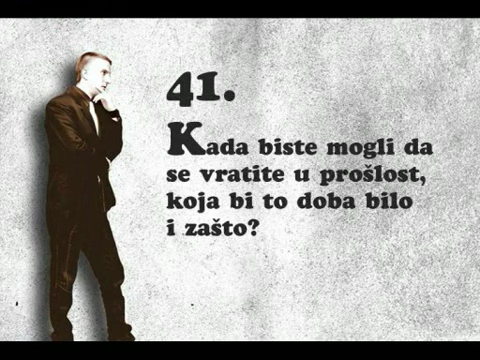 41.
Kada biste mogli da
se vratite u prošlost,
koja bi to doba bilo
i zašto?